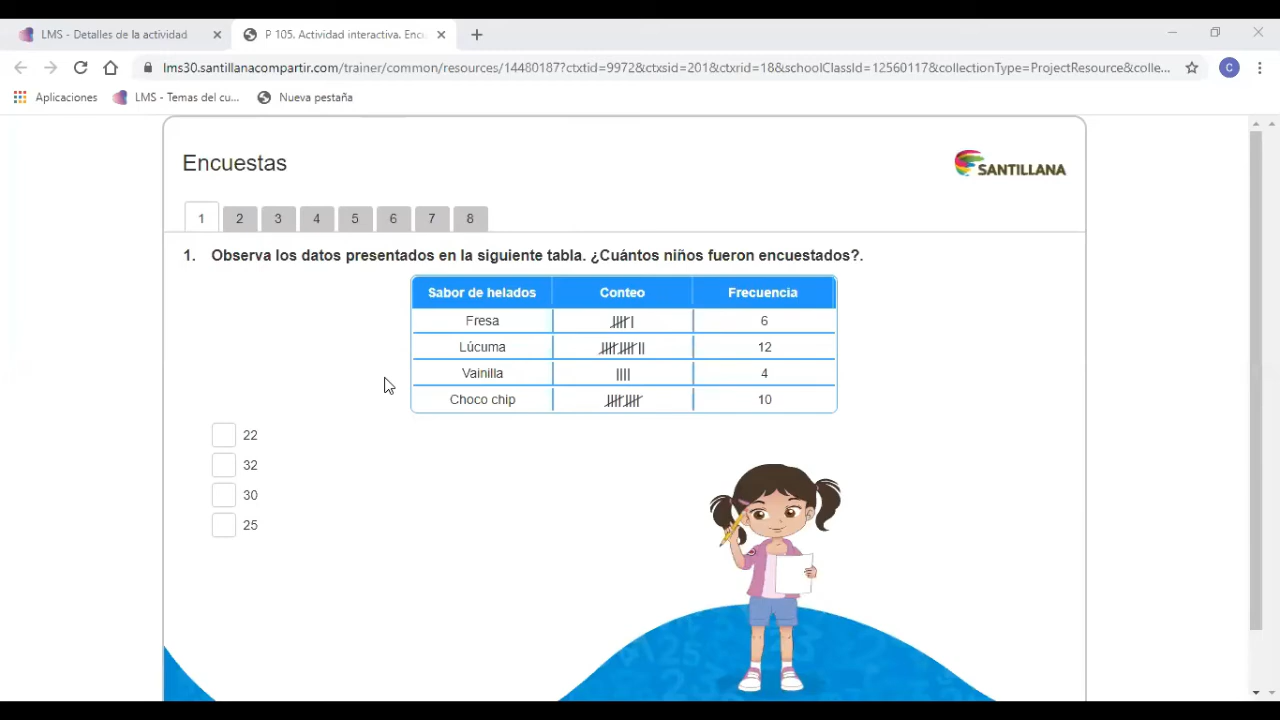 LMS - Detalles de la actividad
P 105. Actividad interactiva. Encu
lms30.santillanacompartir.com/trainer/common/resources/14480187?ctxtid=9972&ctxsid=201&ctxrid=18&schoolClassId=12560117&collectionType=ProjectResource&colle...
C
Aplicaciones
LMS - Temas del cu...
Nueva pestaña
Encuestas
SANTILLANA
1 2 3 4 5 6 7 8
1. Observa los datos presentados en la siguiente tabla. ¿Cuántos niños fueron encuestados?.
Sabor de helados Conteo Frecuencia
Fresa 6
Lúcuma 12
Vainilla 4
Choco chip 10
22
32
30
25